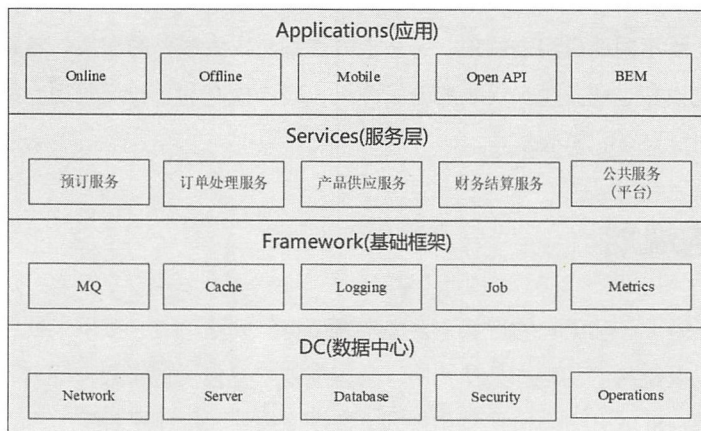 Applications(应用)
Online
Offline
Mobile
Open API
BEM
Services(服务层)
预订服务
订单处理服务
产品供应服务
财务结算服务
公共服务
(平台)
Framework(基础框架)
MQ
Cache
Logging
Job
Metrics
DC(数据中心)
Network
Server
Database
Security
Operations